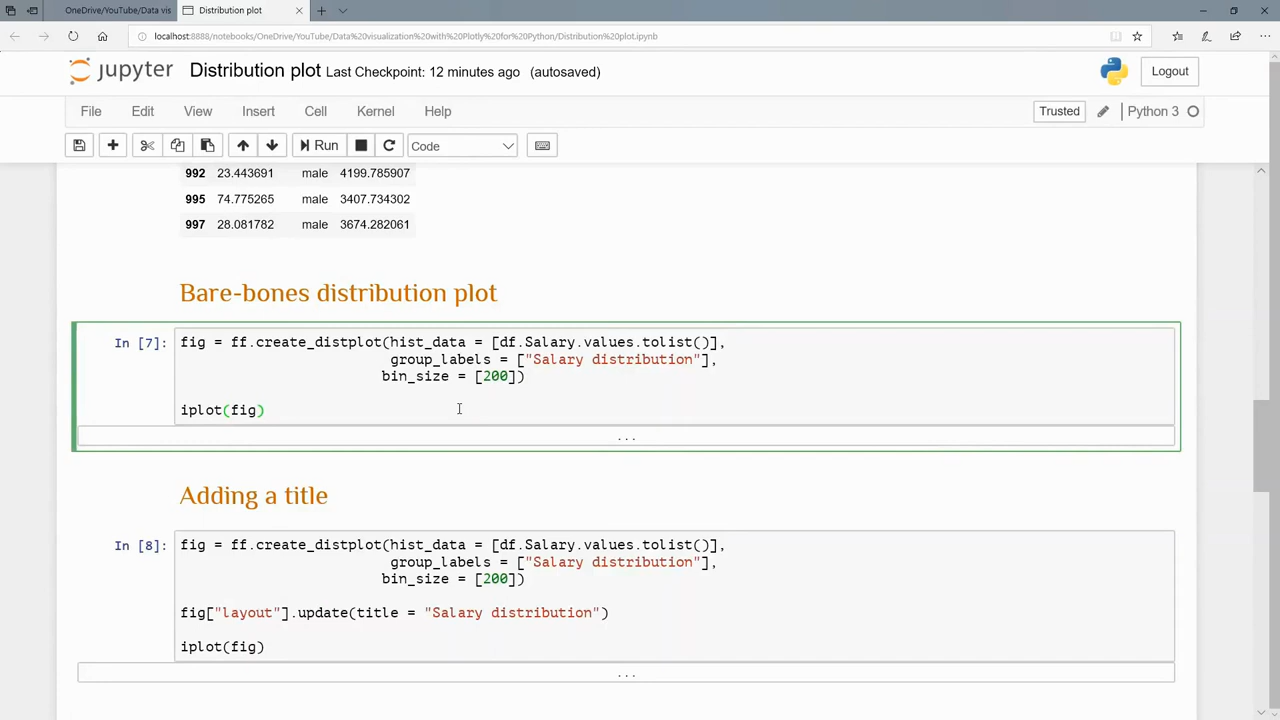 OneDrive/YouTube/Data vis
Distribution plot
localhost:8888/notebooks/OneDrive/YouTube/Data%20visualization%20with%20Plotly%20for%20Python/Distribution%20plot.ipynb
jupyter Distribution plot Last Checkpoint: 12 minutes ago (autosaved)
Logout
File Edit View Insert Cell Kernel Help
Trusted
Python 3
Run
Code
992 23.443691 male 4199.785907
995 74.775265 male 3407.734302
997 28.081782 male 3674.282061
Bare-bones distribution plot
In [7]:
fig = ff.create_distplot(hist_data = [df.Salary.values.tolist()],
group_labels = ["Salary distribution"],
bin_size = [200])
iplot(fig)
...
Adding a title
In [8]:
fig = ff.create_distplot(hist_data = [df.Salary.values.tolist()],
group_labels = ["Salary distribution"],
bin_size = [200])
fig["layout"].update(title = "Salary distribution")
iplot(fig)
...